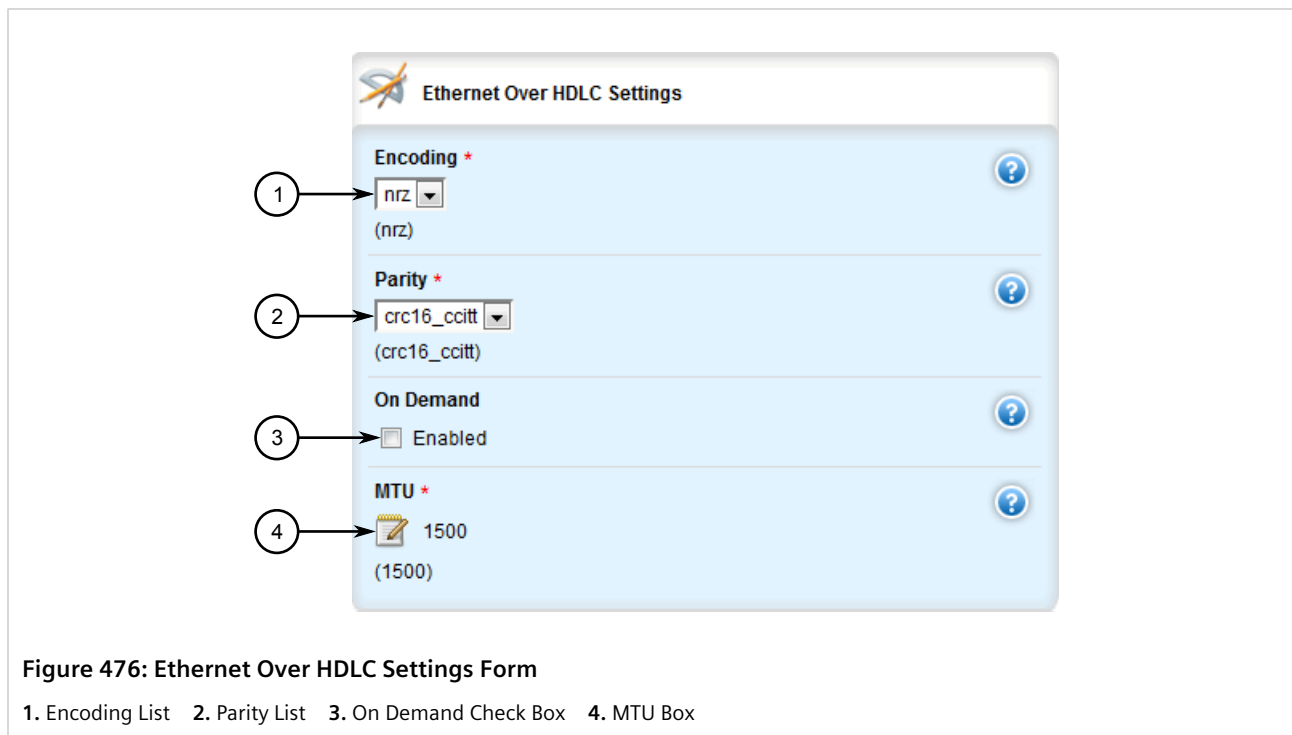 Ethernet Over HDLC Settings
Encoding *
1
nrz
(nrz)
Parity *
2
crc16_ccitt
(crc16_ccitt)
On Demand
3
Enabled
MTU *
4
1500
(1500)
Figure 476: Ethernet Over HDLC Settings Form
1. Encoding List 2. Parity List 3. On Demand Check Box 4. MTU Box